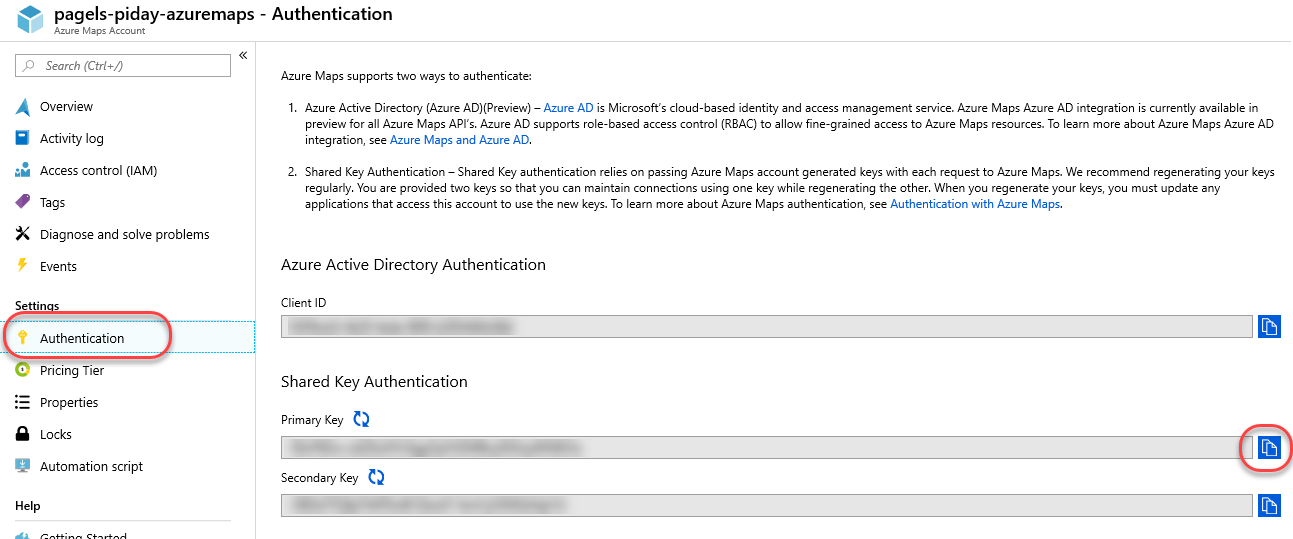 pagels-piday-azuremaps - Authentication
Azure Maps Account
Search (Ctrl+/)
«
Overview
Activity log
Access control (IAM)
Tags
Diagnose and solve problems
Events
Settings
Authentication
Pricing Tier
Properties
Locks
Automation script
Help
Getting Started
Azure Maps supports two ways to authenticate:
1. Azure Active Directory (Azure AD)(Preview) – Azure AD is Microsoft's cloud-based identity and access management service. Azure Maps Azure AD integration is currently available in
preview for all Azure Maps API's. Azure AD supports role-based access control (RBAC) to allow fine-grained access to Azure Maps resources. To learn more about Azure Maps Azure AD
integration, see Azure Maps and Azure AD.
2. Shared Key Authentication – Shared Key authentication relies on passing Azure Maps account generated keys with each request to Azure Maps. We recommend regenerating your keys
regularly. You are provided two keys so that you can maintain connections using one key while regenerating the other. When you regenerate your keys, you must update any
applications that access this account to use the new keys. To learn more about Azure Maps authentication, see Authentication with Azure Maps.
Azure Active Directory Authentication
Client ID
Shared Key Authentication
Primary Key
Secondary Key